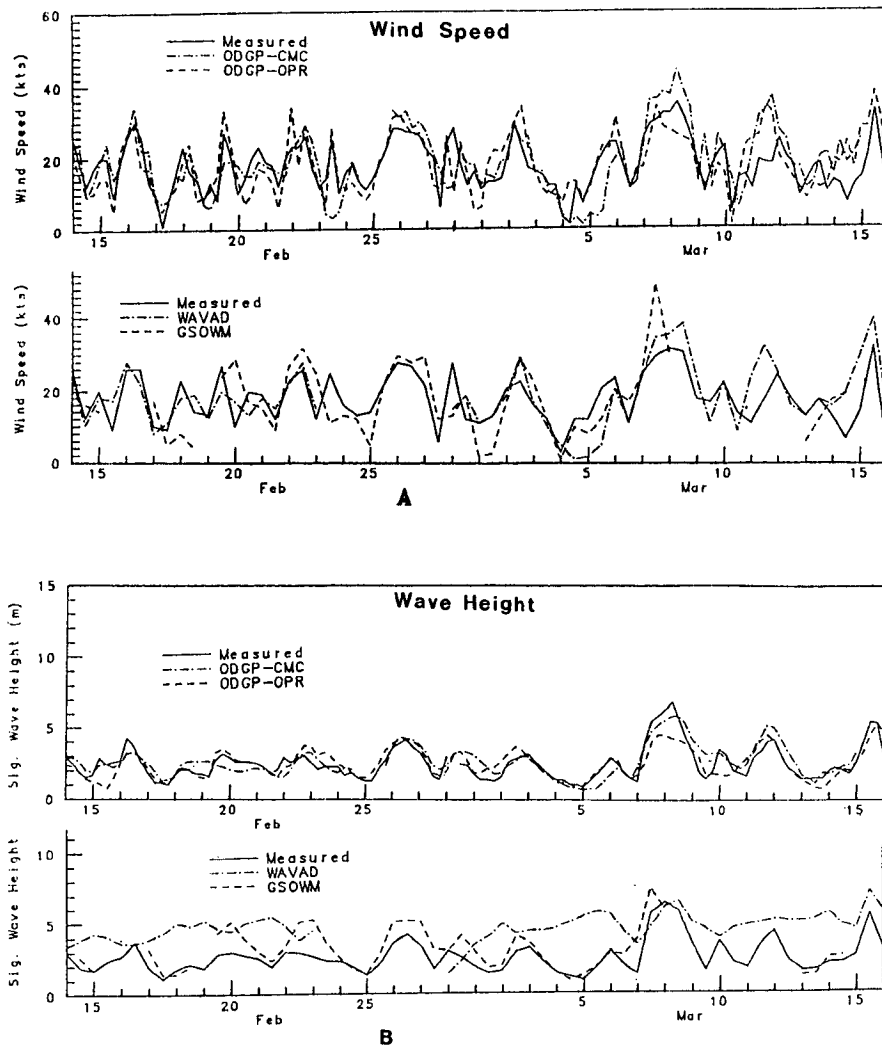 Wind Speed
Measured
ODGP-CMC
ODGP-OPR
Wind Speed (kts)
60
40
20
0
15
20
25
5
10
15
Feb
Mar
Measured
WAVAD
GSOWM
Wind Speed (kts)
40
20
0
15
20
25
5
10
15
Feb
Mar
A
Wave Height
Measured
ODGP-CMC
ODGP-OPR
Sig. Wave Height (m)
15
10
5
0
15
20
25
5
10
15
Feb
Mar
Measured
WAVAD
GSOWM
Sig. Wave Height
10
5
0
15
20
25
5
10
15
Feb
Mar
B